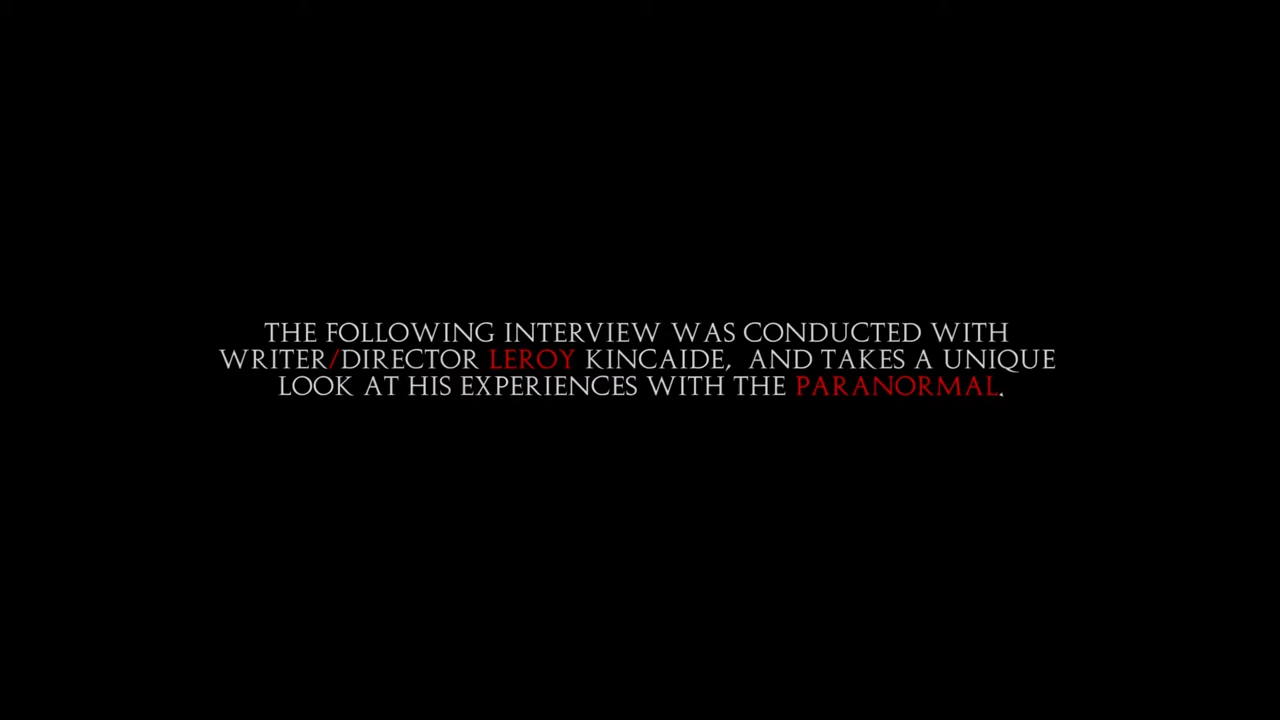 THE FOLLOWING INTERVIEW WAS CONDUCTED WITH
WRITER/DIRECTOR LEROY KINCAIDE, AND TAKES A UNIQUE
LOOK AT HIS EXPERIENCES WITH THE PARANORMAL.